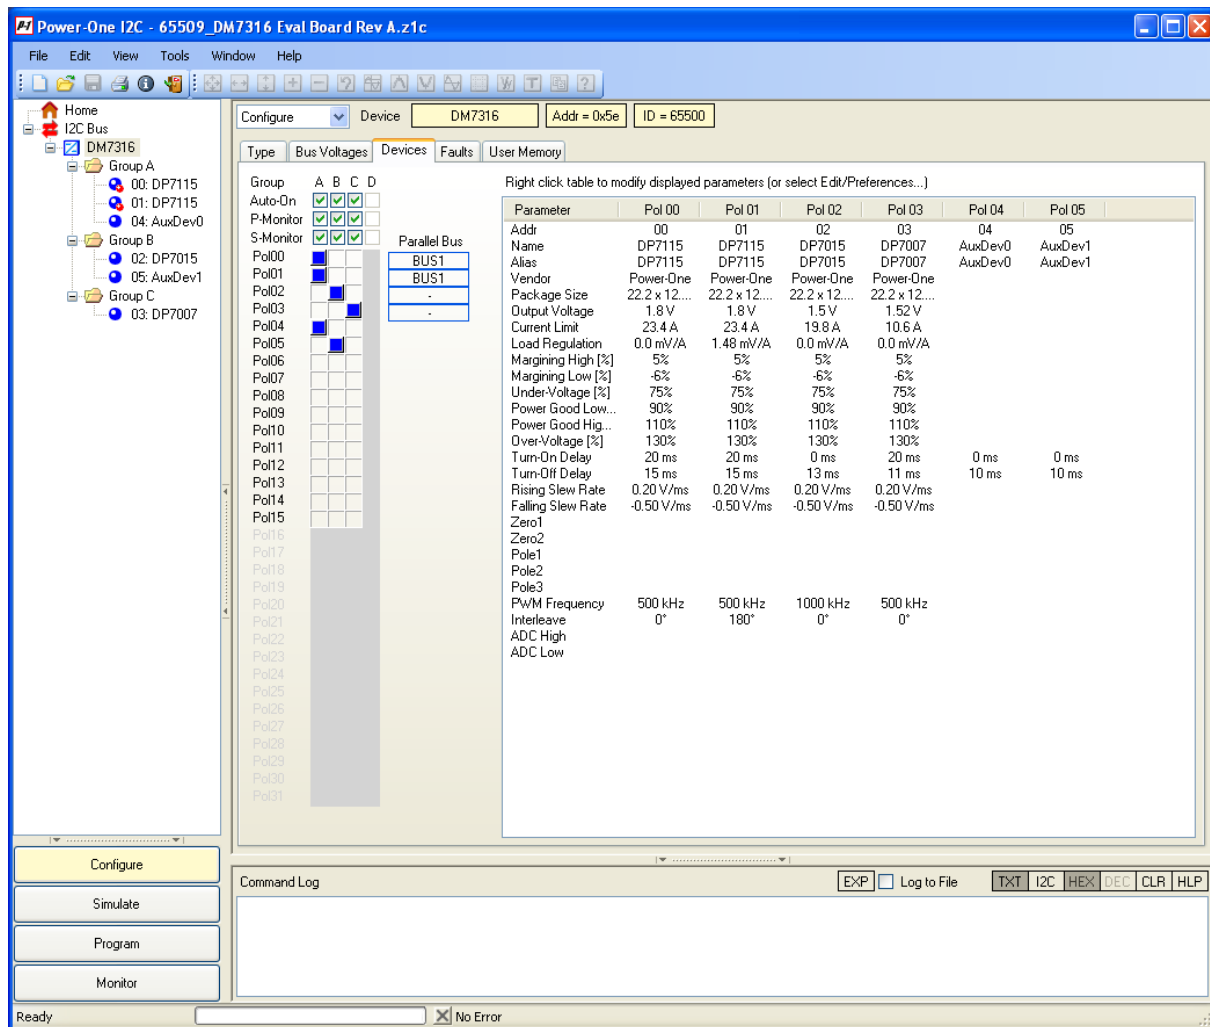 Power-One I2C - 65509_DM7316 Eval Board Rev A.z1c
File Edit View Tools Window Help
Home
I2C Bus
DM7316
Group A
00: DP7115
01: DP7115
04: AuxDev0
Group B
02: DP7015
05: AuxDev1
Group C
03: DP7007
Configure
Simulate
Program
Monitor
Configure Device DM7316 Addr = 0x5e ID = 65500
Type Bus Voltages Devices Faults User Memory
Group A B C D
Auto-On
P-Monitor
S-Monitor Parallel Bus
Pol00 BUS1
Pol01 BUS1
Pol02 -
Pol03 -
Pol04
Pol05
Pol06
Pol07
Pol08
Pol09
Pol10
Pol11
Pol12
Pol13
Pol14
Pol15
Pol16
Pol17
Pol18
Pol19
Pol20
Pol21
Pol22
Pol23
Pol24
Pol25
Pol26
Pol27
Pol28
Pol29
Pol30
Pol31
Right click table to modify displayed parameters (or select Edit/Preferences...)
Parameter Pol 00 Pol 01 Pol 02 Pol 03 Pol 04 Pol 05
Addr 00 01 02 03 04 05
Name DP7115 DP7115 DP7015 DP7007 AuxDev0 AuxDev1
Alias DP7115 DP7115 DP7015 DP7007 AuxDev0 AuxDev1
Vendor Power-One Power-One Power-One Power-One
Package Size 22.2 x 12.... 22.2 x 12.... 22.2 x 12.... 22.2 x 12....
Output Voltage 1.8 V 1.8 V 1.5 V 1.52 V
Current Limit 23.4 A 23.4 A 19.8 A 10.6 A
Load Regulation 0.0 mV/A 1.48 mV/A 0.0 mV/A 0.0 mV/A
Margining High [%] 5% 5% 5% 5%
Margining Low [%] -6% -6% -6% -6%
Under-Voltage [%] 75% 75% 75% 75%
Power Good Low... 90% 90% 90% 90%
Power Good Hig... 110% 110% 110% 110%
Over-Voltage [%] 130% 130% 130% 130%
Turn-On Delay 20 ms 20 ms 0 ms 20 ms 0 ms 0 ms
Turn-Off Delay 15 ms 15 ms 13 ms 11 ms 10 ms 10 ms
Rising Slew Rate 0.20 V/ms 0.20 V/ms 0.20 V/ms 0.20 V/ms
Falling Slew Rate -0.50 V/ms -0.50 V/ms -0.50 V/ms -0.50 V/ms
Zero1
Zero2
Pole1
Pole2
Pole3
PWM Frequency 500 kHz 500 kHz 1000 kHz 500 kHz
Interleave 0° 180° 0° 0°
ADC High
ADC Low
Command Log EXP Log to File TXT I2C HEX DEC CLR HLP
Ready No Error